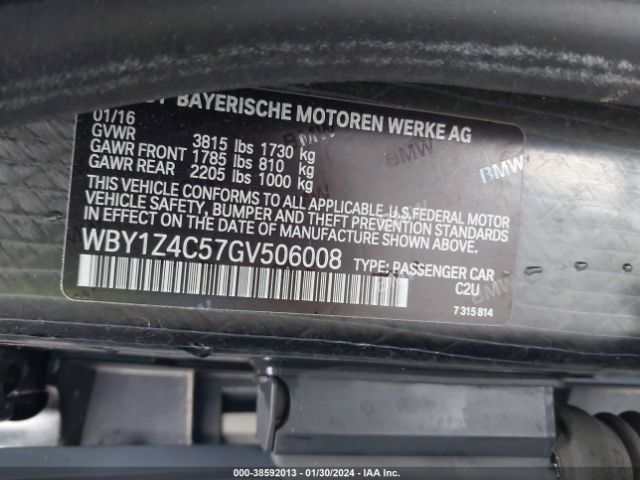 BAYERISCHE MOTOREN WERKE AG
01/16
GVWR 3815 lbs 1730 kg
GAWR FRONT 1785 lbs 810 kg
GAWR REAR 2205 lbs 1000 kg
THIS VEHICLE CONFORMS TO ALL APPLICABLE U.S.FEDERAL MOTOR
VEHICLE SAFETY, BUMPER AND THEFT PREVENTION STANDARDS
IN EFFECT ON THE DATE OF MANUFACTURE SHOWN ABOVE.
WBY1Z4C57GV506008 TYPE: PASSENGER CAR
C2U
7 315 814
000-38592013 - 01/30/2024 - IAA Inc.